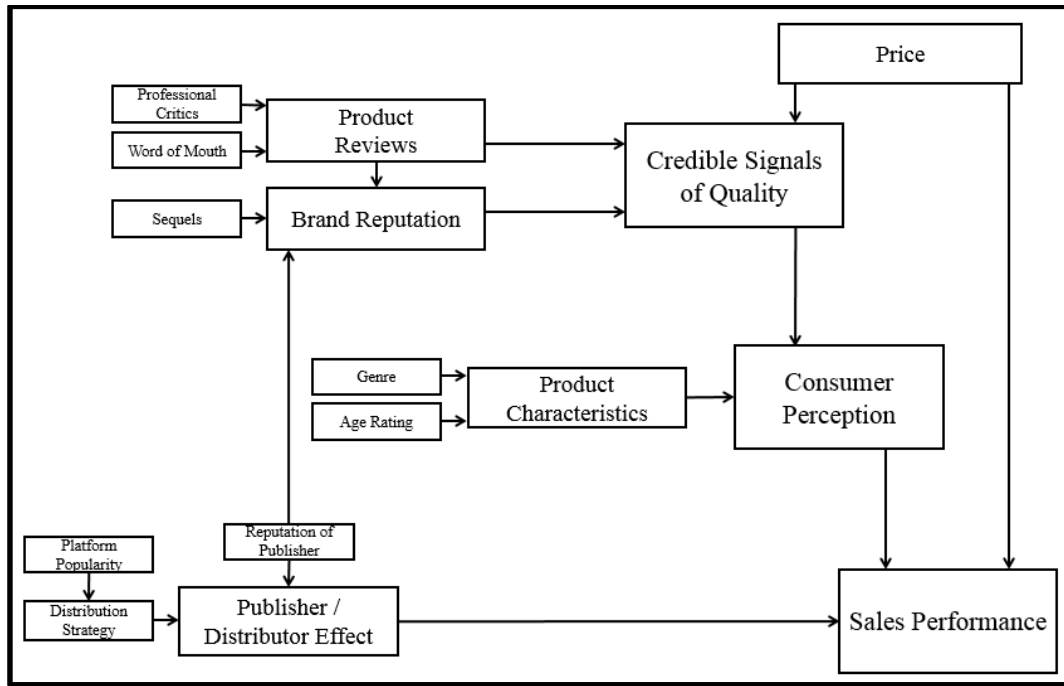 Price
Professional
Critics
Product
Reviews
Word of Mouth
Credible Signals
of Quality
Sequels
Brand Reputation
Genre
Age Rating
Product
Characteristics
Consumer
Perception
Reputation of
Publisher
Platform
Popularity
Distribution
Strategy
Publisher /
Distributor Effect
Sales Performance